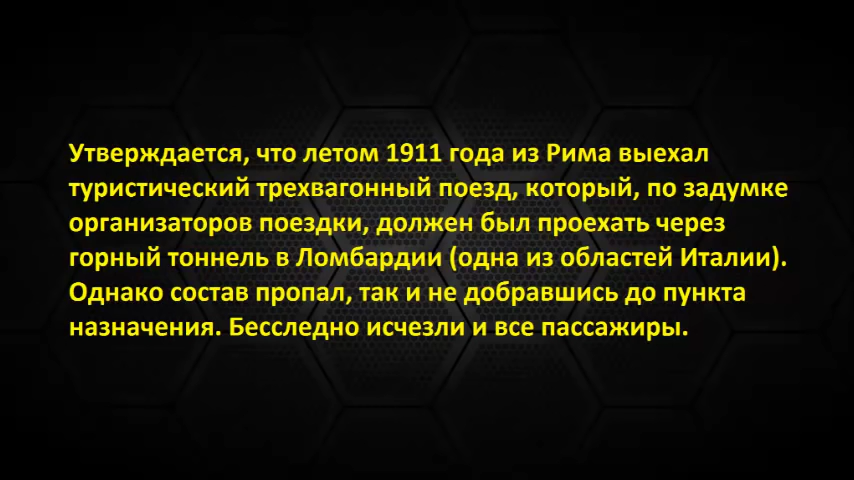 Утверждается, что летом 1911 года из Рима выехал
туристический трехвагонный поезд, который, по задумке
организаторов поездки, должен был проехать через
горный тоннель в Ломбардии (одна из областей Италии).
Однако состав пропал, так и не добравшись до пункта
назначения. Бесследно исчезли и все пассажиры.